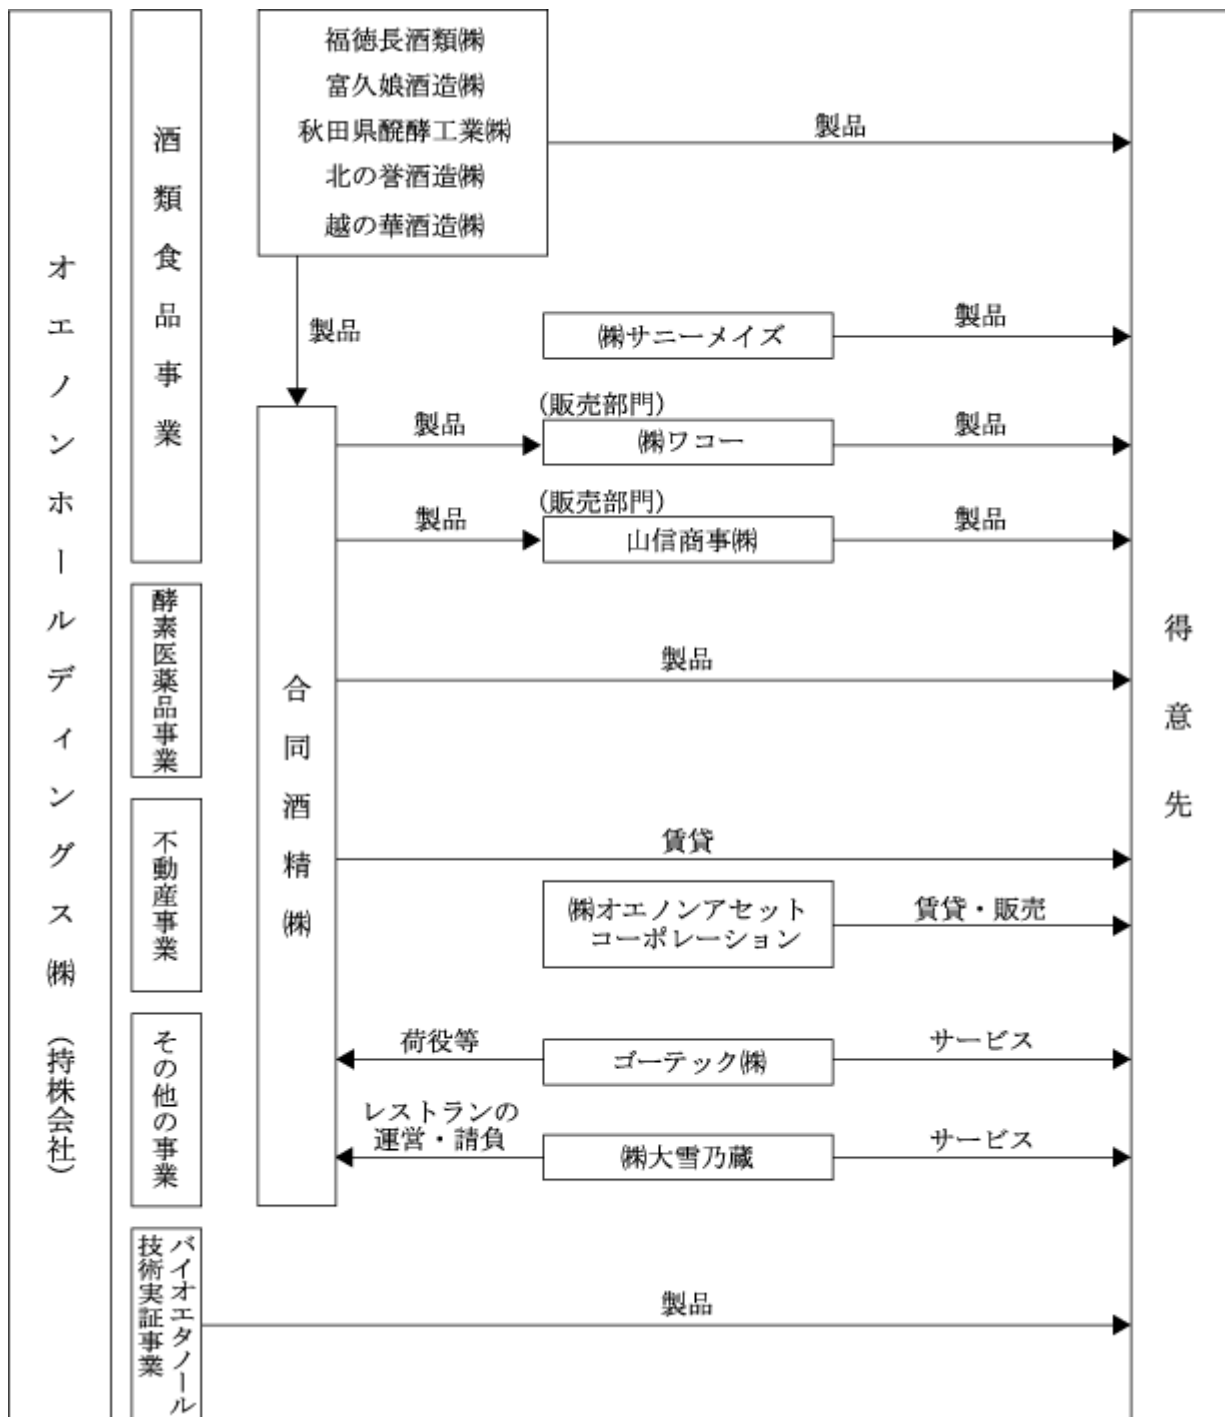 オエノンホールディングス㈱（持株会社）
酒類食品事業
福徳長酒類㈱
富久娘酒造㈱
秋田県醗酵工業㈱
北の誉酒造㈱
越の華酒造㈱
製品
製品
㈱サニーメイズ
製品
合同酒精㈱
製品
(販売部門)
㈱ワコー
製品
製品
(販売部門)
山信商事㈱
製品
酵素医薬品事業
製品
不動産事業
賃貸
㈱オエノンアセット
コーポレーション
賃貸・販売
その他の事業
荷役等
ゴーテック㈱
サービス
レストランの
運営・請負
㈱大雪乃蔵
サービス
バイオエタノール
技術実証事業
製品
得意先